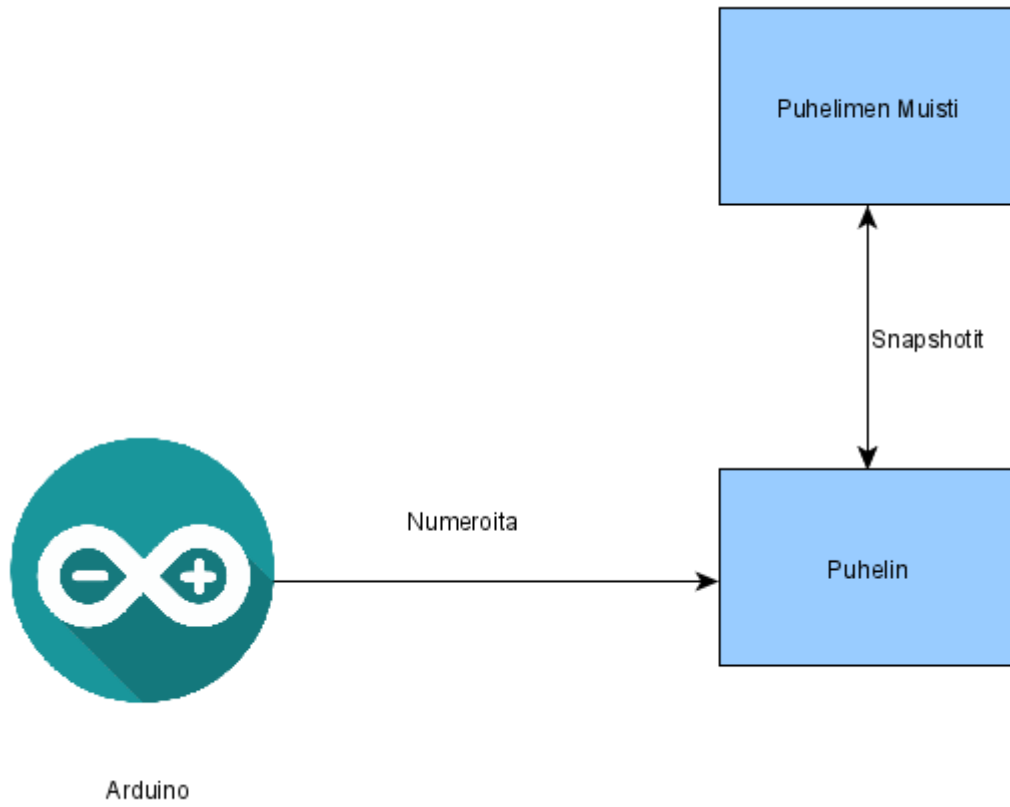 Puhelimen Muisti
Snapshotit
Numeroita
Puhelin
Arduino